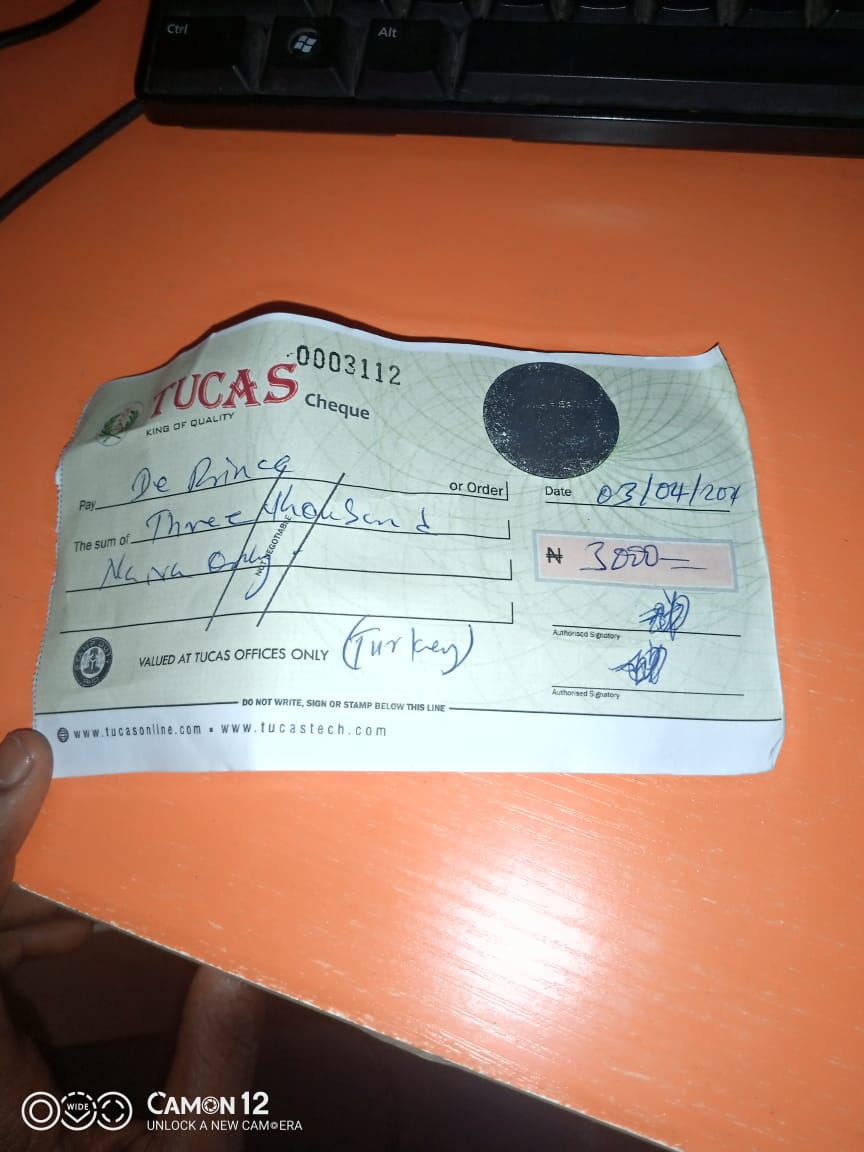 Ctrl
Alt
0003112
TUCAS
Cheque
KING OF QUALITY
Pay De Prince or Order
Date 03/04/202
The sum of Three thousand
Naira Only.
NOT NEGOTIABLE
₦ 3000=
Authorised Signatory
VALUED AT TUCAS OFFICES ONLY (Turkey)
Authorised Signatory
DO NOT WRITE, SIGN OR STAMP BELOW THIS LINE
www.tucasonline.com ▪ www.tucastech.com
WIDE
CAMON 12
UNLOCK A NEW CAMERA